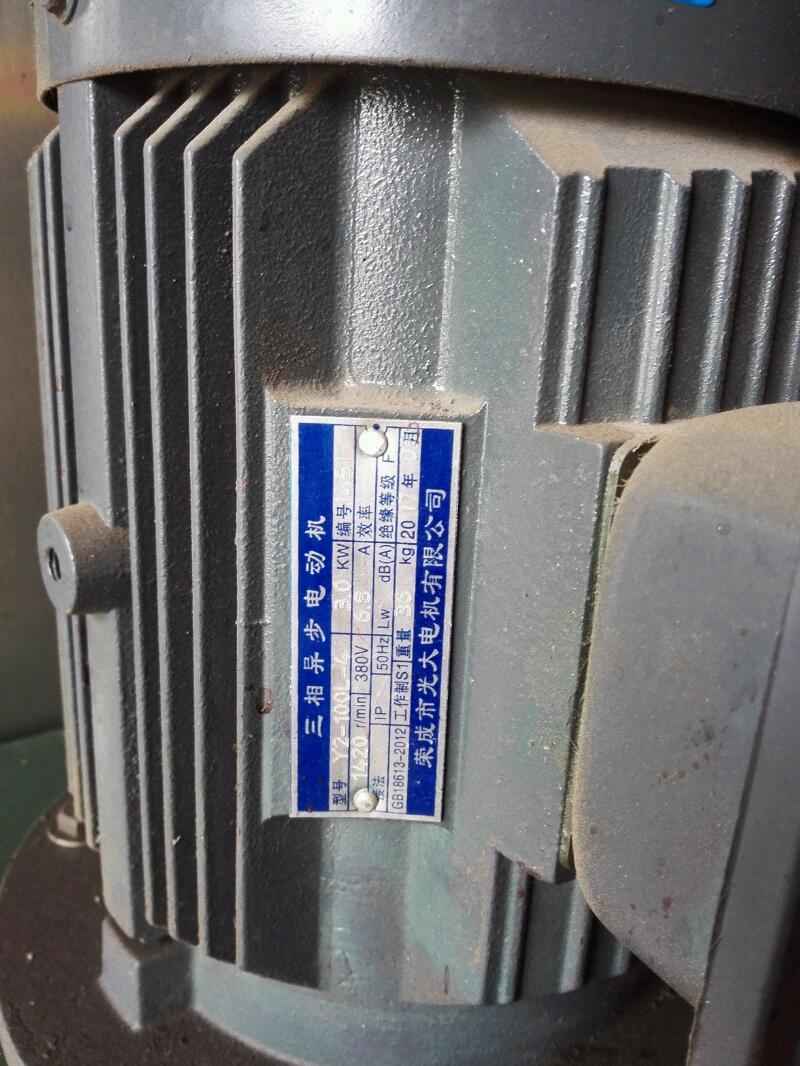 三相异步电动机
型号 Y2-100L-4 3.0 KW 编号
1420 r/min 380V 6.8 A 效率
接法 IP 50Hz Lw dB(A) 绝缘等级 F
GB18613-2012 工作制S1 重量 35 kg 20 年 月
荣成市光大电机有限公司